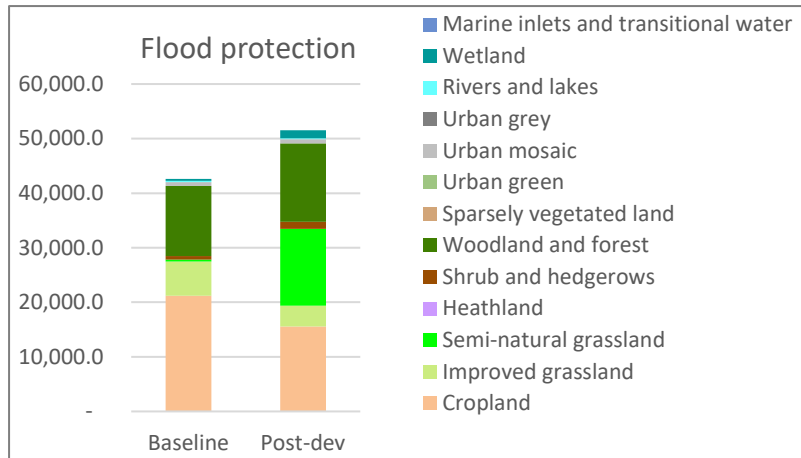 Flood protection
60,000.0
50,000.0
40,000.0
30,000.0
20,000.0
10,000.0
-
Baseline
Post-dev
Marine inlets and transitional water
Wetland
Rivers and lakes
Urban grey
Urban mosaic
Urban green
Sparsely vegetated land
Woodland and forest
Shrub and hedgerows
Heathland
Semi-natural grassland
Improved grassland
Cropland